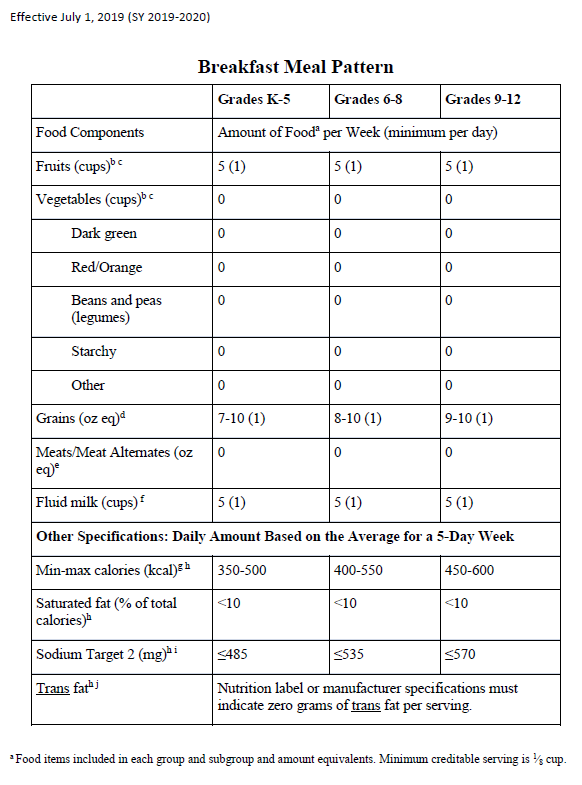 Effective July 1, 2019 (SY 2019-2020)
Breakfast Meal Pattern
Grades K-5 Grades 6-8 Grades 9-12
Food Components Amount of Foodᵃ per Week (minimum per day)
Fruits (cups)ᵇ ᶜ 5 (1) 5 (1) 5 (1)
Vegetables (cups)ᵇ ᶜ 0 0 0
Dark green 0 0 0
Red/Orange 0 0 0
Beans and peas 0 0 0
(legumes)
Starchy 0 0 0
Other 0 0 0
Grains (oz eq)ᵈ 7-10 (1) 8-10 (1) 9-10 (1)
Meats/Meat Alternates (oz 0 0 0
eq)ᵉ
Fluid milk (cups) ᶠ 5 (1) 5 (1) 5 (1)
Other Specifications: Daily Amount Based on the Average for a 5-Day Week
Min-max calories (kcal)ᵍ ʰ 350-500 400-550 450-600
Saturated fat (% of total <10 <10 <10
calories)ʰ
Sodium Target 2 (mg)ʰ ⁱ ≤485 ≤535 ≤570
Trans fatʰ ʲ Nutrition label or manufacturer specifications must
indicate zero grams of trans fat per serving.
ᵃ Food items included in each group and subgroup and amount equivalents. Minimum creditable serving is ⅛ cup.